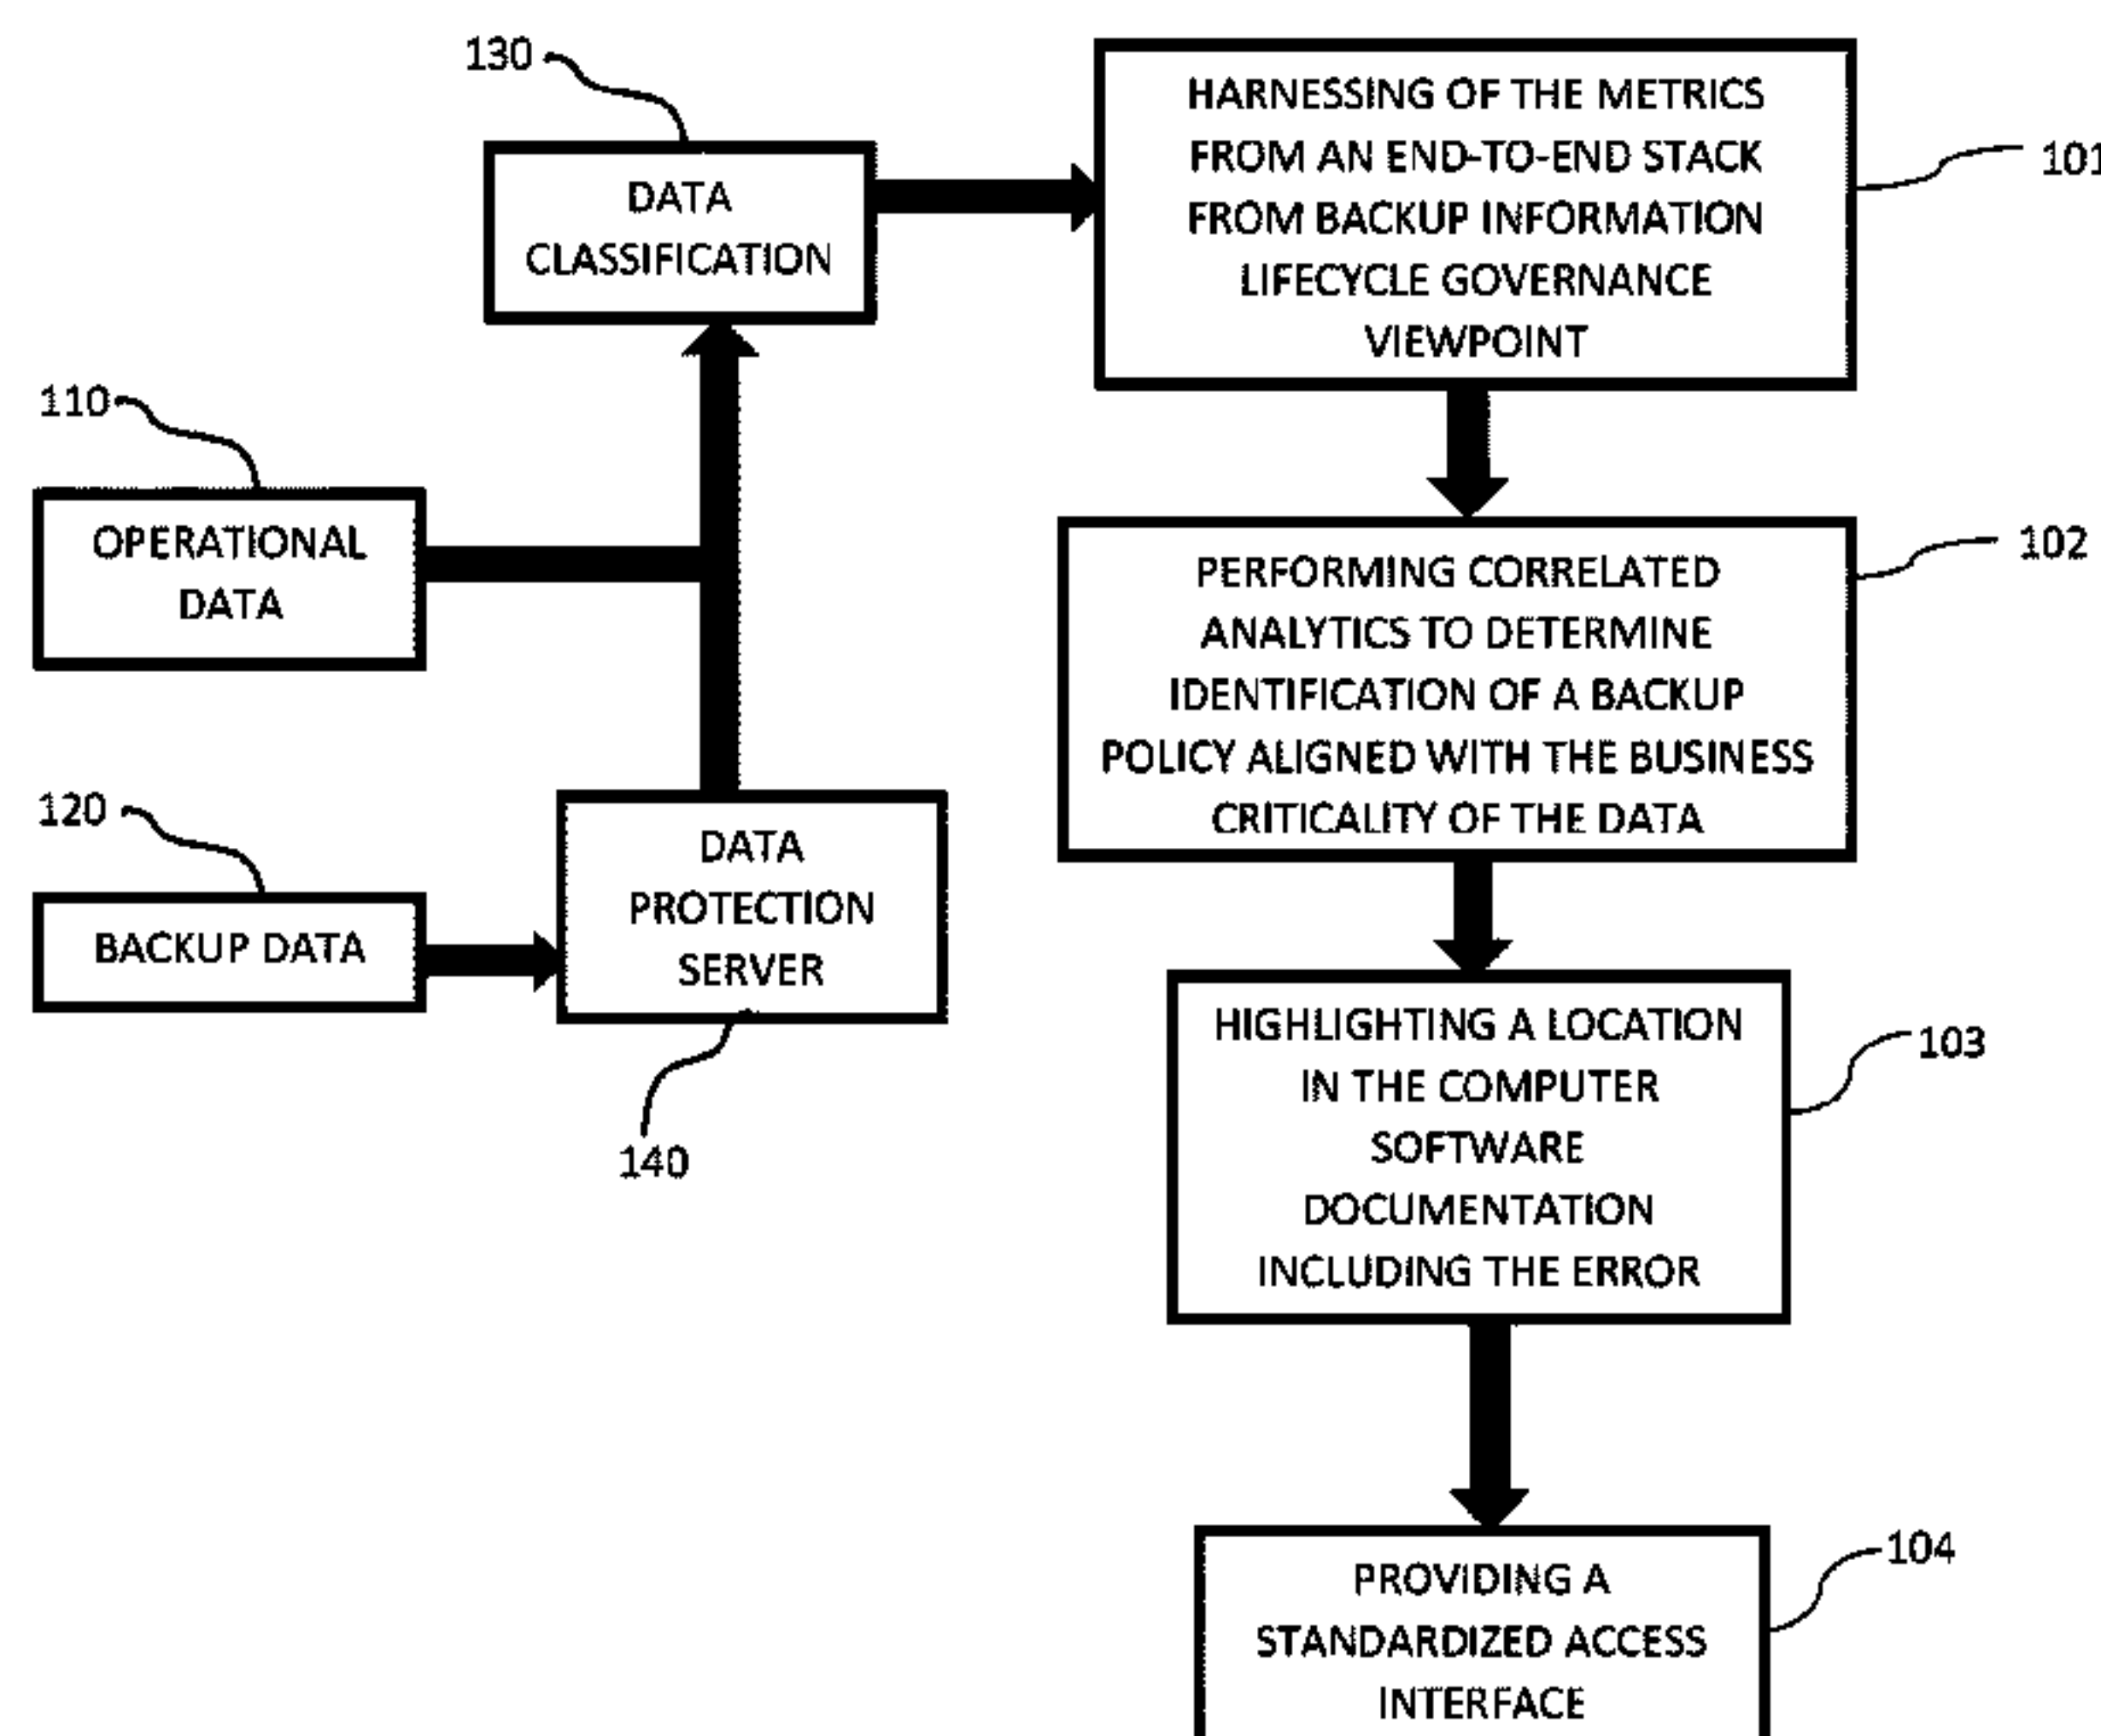 130
DATA
CLASSIFICATION
HARNESSING OF THE METRICS
FROM AN END-TO-END STACK
FROM BACKUP INFORMATION
LIFECYCLE GOVERNANCE
VIEWPOINT
101
110
OPERATIONAL
DATA
PERFORMING CORRELATED
ANALYTICS TO DETERMINE
IDENTIFICATION OF A BACKUP
POLICY ALIGNED WITH THE BUSINESS
CRITICALITY OF THE DATA
102
120
BACKUP DATA
DATA
PROTECTION
SERVER
140
HIGHLIGHTING A LOCATION
IN THE COMPUTER
SOFTWARE
DOCUMENTATION
INCLUDING THE ERROR
103
PROVIDING A
STANDARDIZED ACCESS
INTERFACE
104